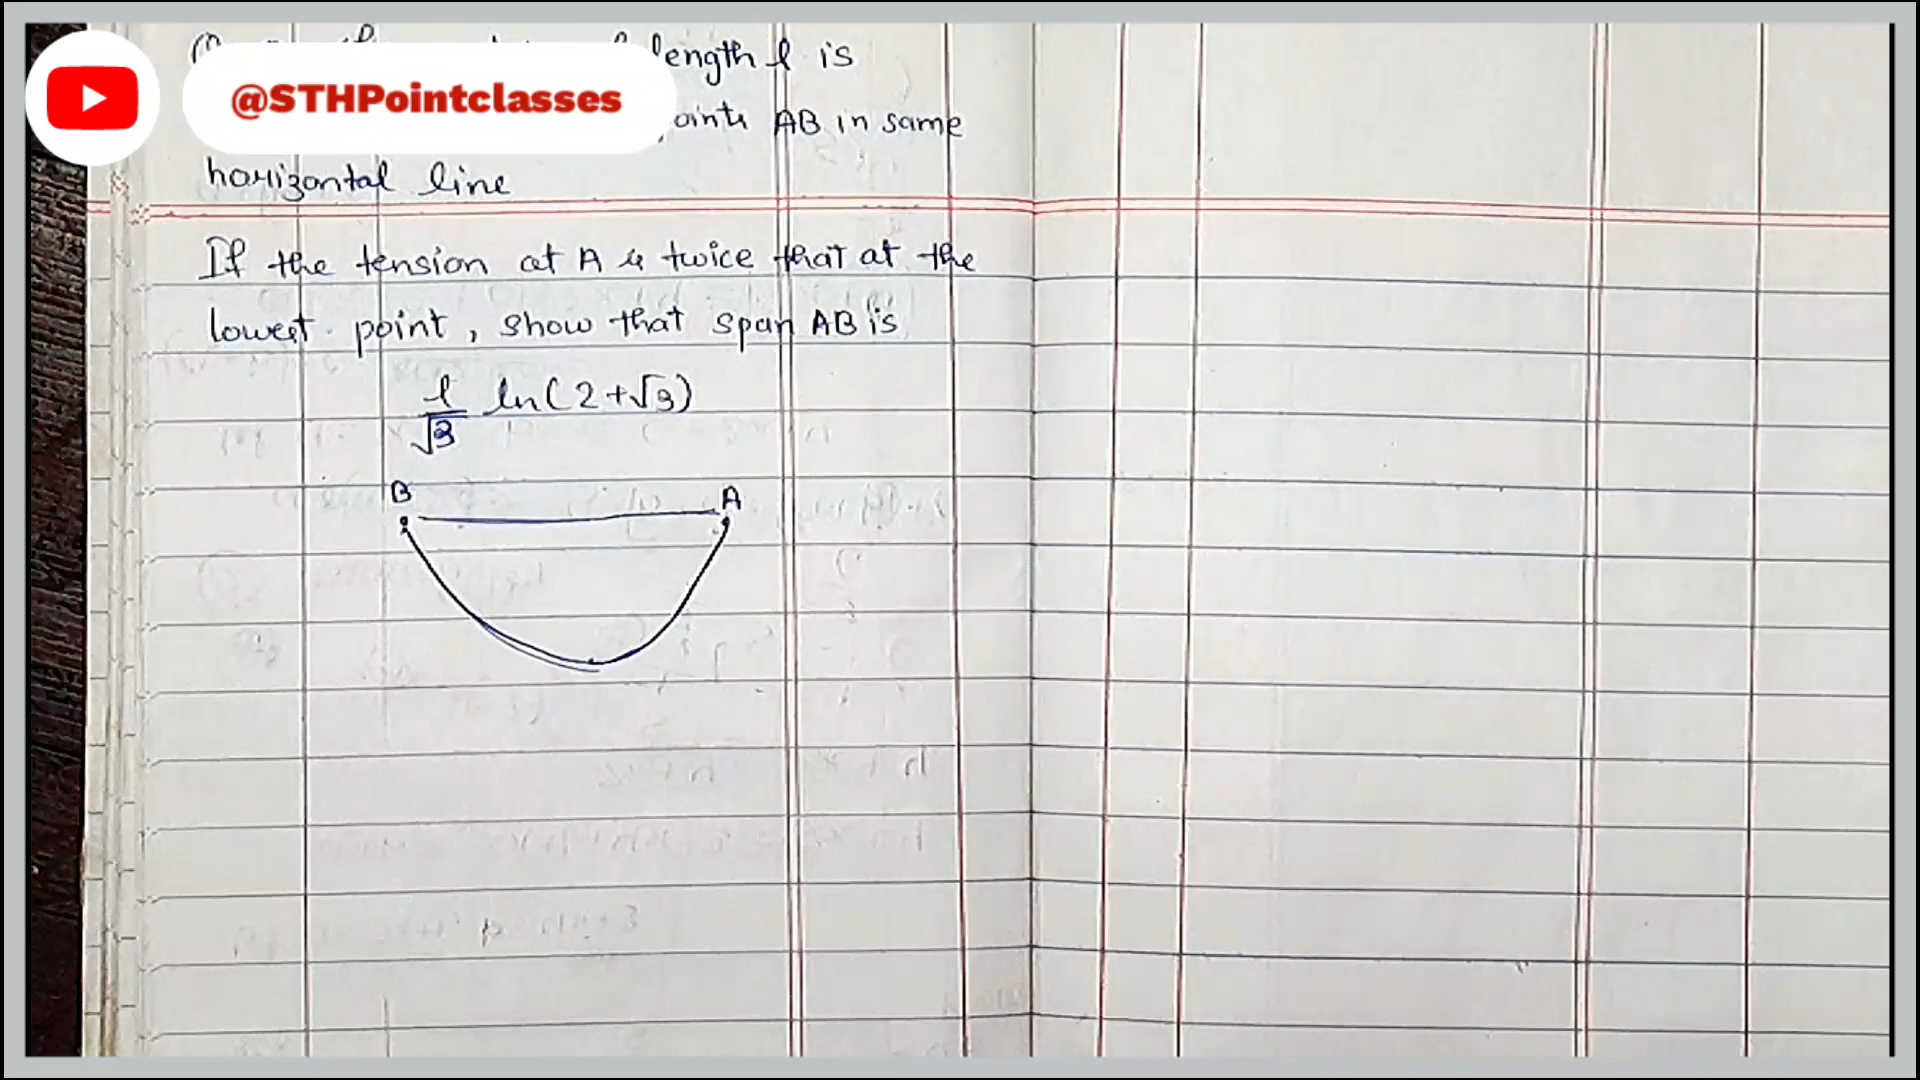 @STHPointclasses
length l is
AB in same
horizontal line
If the tension at A is twice that at the
lowest point, show that span AB is
l/√3 ln(2+√3)
B A